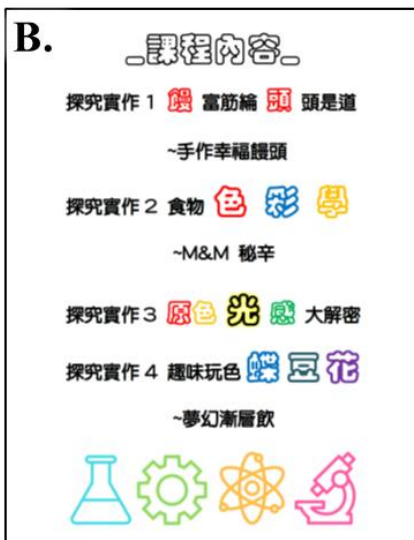 B.
_課程內容_
探究實作 1 饅 富筋綸 頭 頭是道
~手作幸福饅頭
探究實作 2 食物 色 彩 學
~M&M 秘辛
探究實作 3 原色 光 感 大解密
探究實作 4 趣味玩色 蝶 豆 花
~夢幻漸層飲